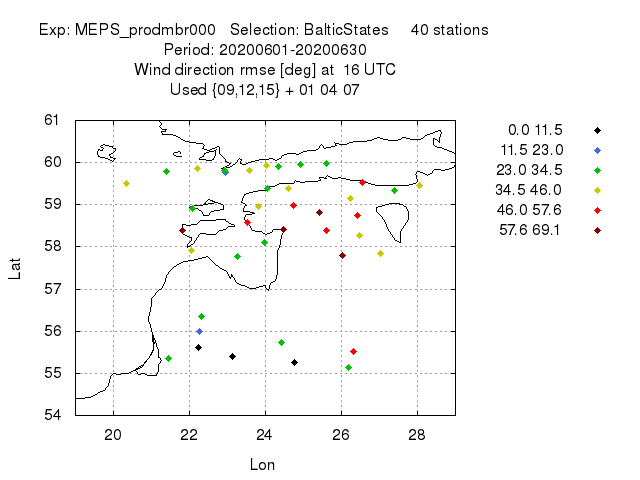 Exp: MEPS_prodmbr000 Selection: BalticStates 40 stations
Period: 20200601-20200630
Wind direction rmse [deg] at 16 UTC
Used {09,12,15} + 01 04 07
61
60
59
58
57
56
55
54
Lat
20 22 24 26 28
Lon
0.0 11.5
11.5 23.0
23.0 34.5
34.5 46.0
46.0 57.6
57.6 69.1